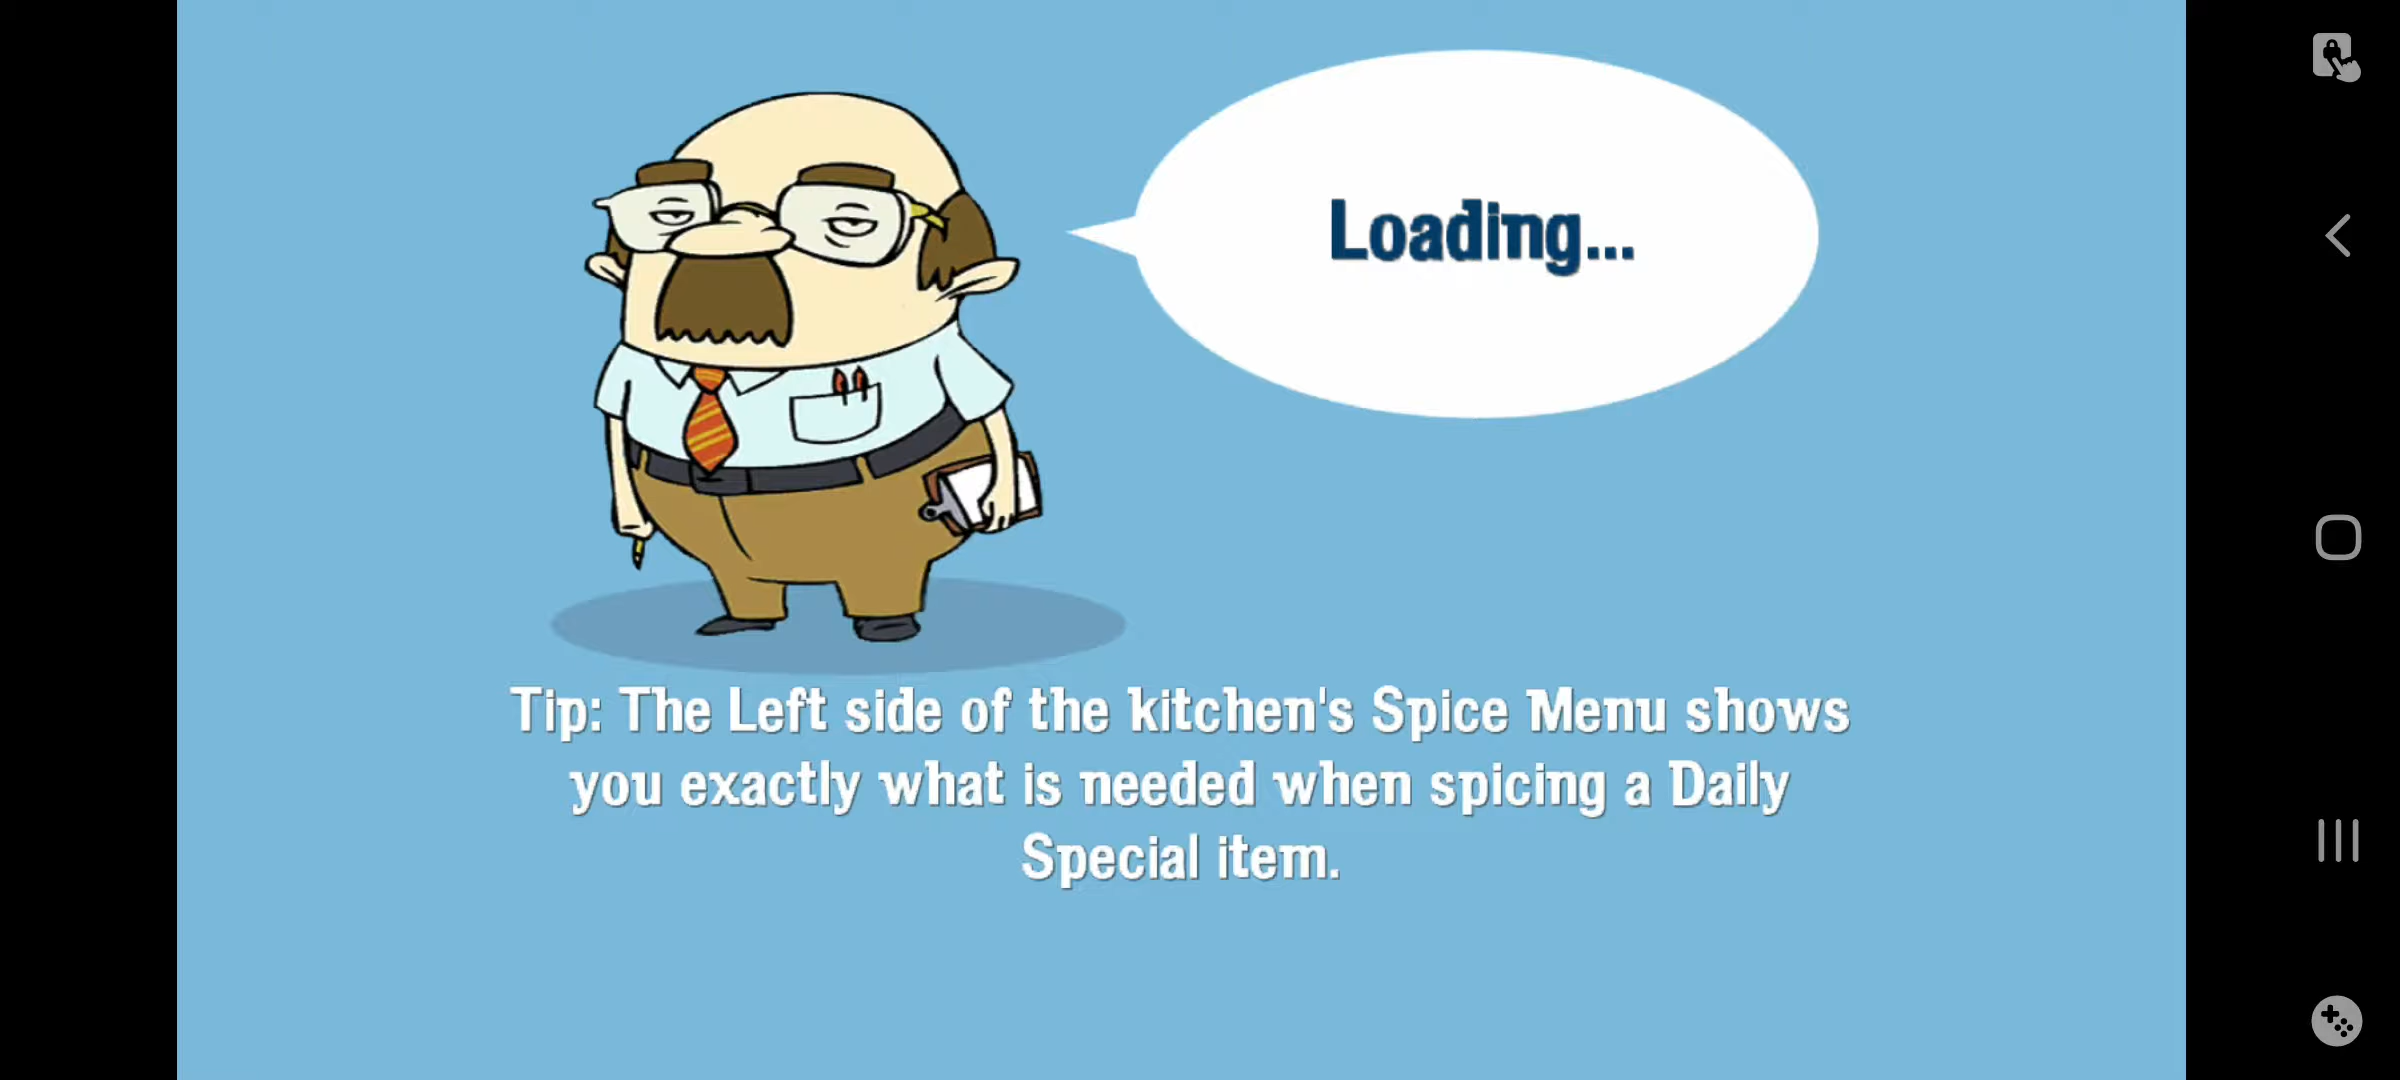 Loading...
Tip: The Left side of the kitchen's Spice Menu shows
you exactly what is needed when spicing a Daily
Special item.